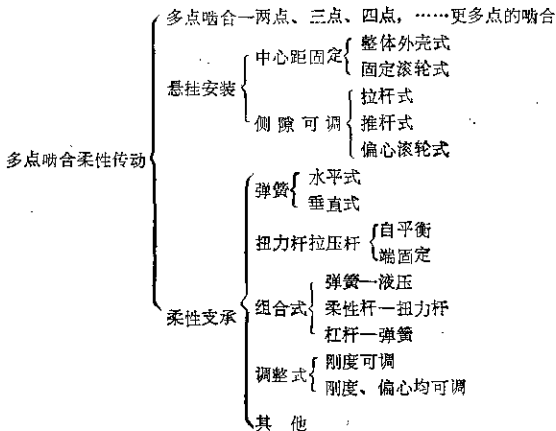 多点啮合—两点、三点、四点，……更多点的啮合
整体外壳式
中心距固定
固定滚轮式
悬挂安装
拉杆式
侧隙可调
推杆式
偏心滚轮式
多点啮合柔性传动
水平式
弹簧
垂直式
自平衡
扭力杆拉压杆
一端固定
弹簧—液压
柔性支承
组合式
柔性杆—扭力杆
杠杆—弹簧
刚度可调
调整式
刚度、偏心均可调
其他